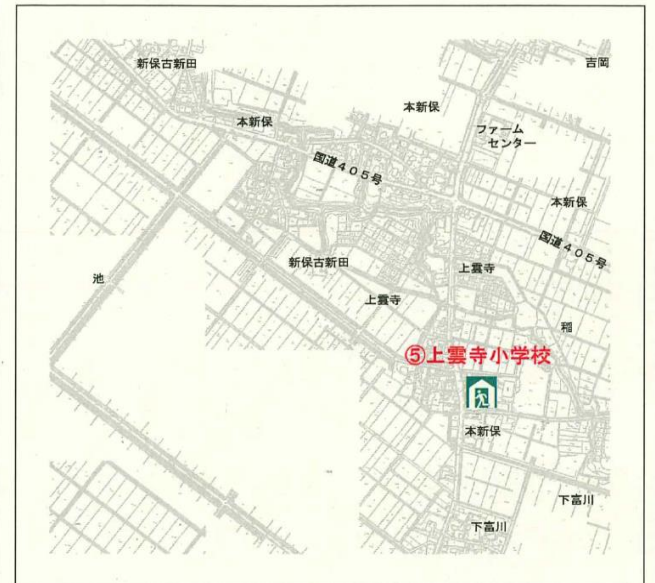 新保古新田
吉岡
本新保
本新保
ファーム
センター
国道405号
本新保
国道405号
新保古新田
上雲寺
池
上雲寺
稲
⑤上雲寺小学校
本新保
下富川
下富川